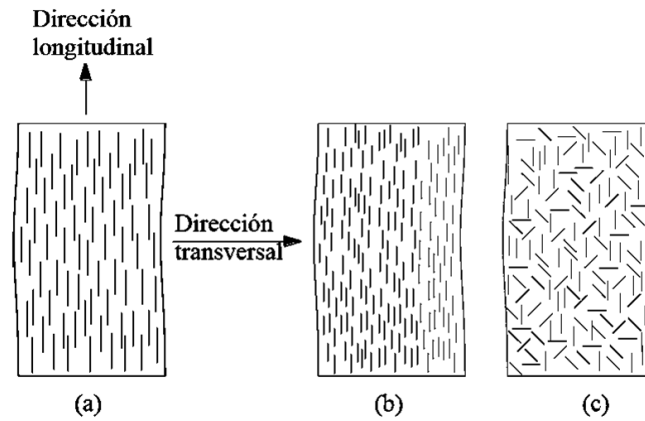 Dirección
longitudinal
Dirección
transversal
(a)
(b)
(c)